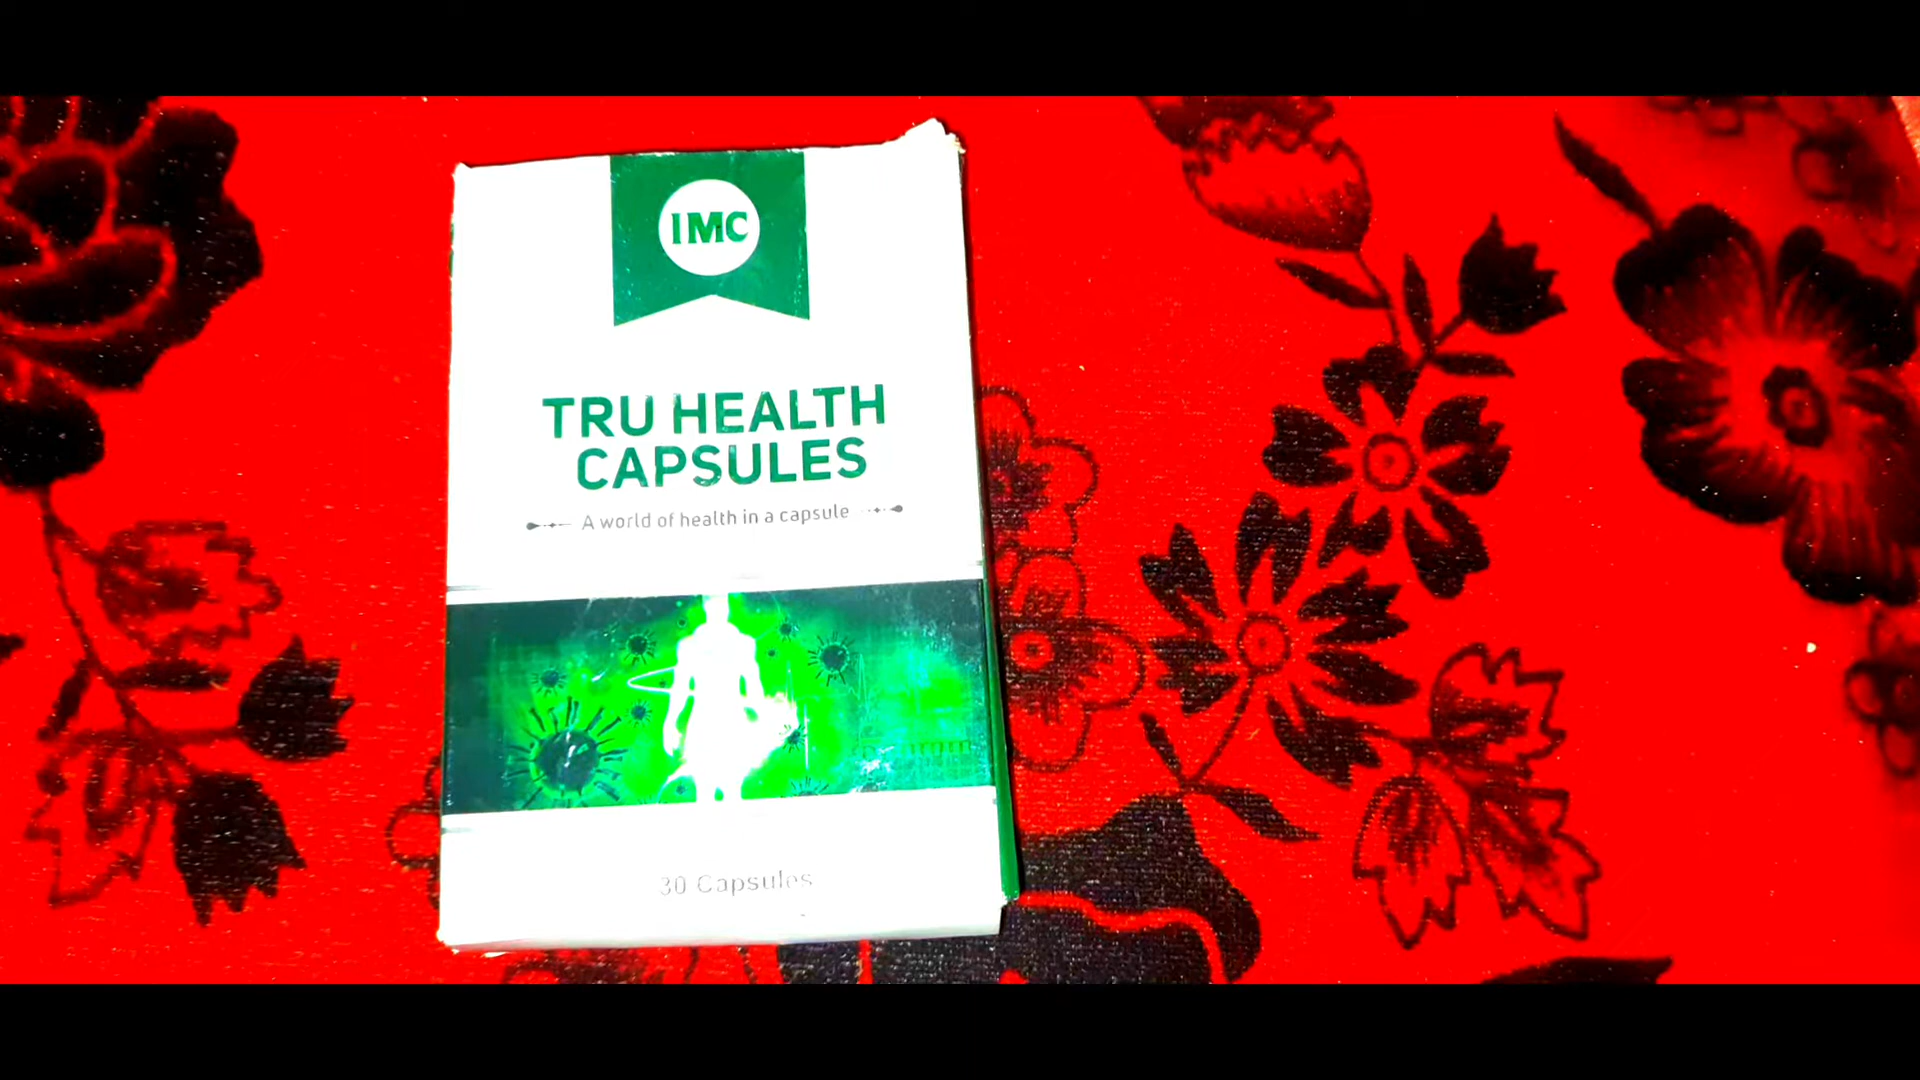 IMC
TRU HEALTH
CAPSULES
A world of health in a capsule
30 Capsules